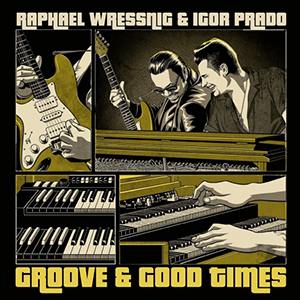 RAPHAEL WRESSNIG & IGOR PRADO
GROOVE & GOOD TIMES